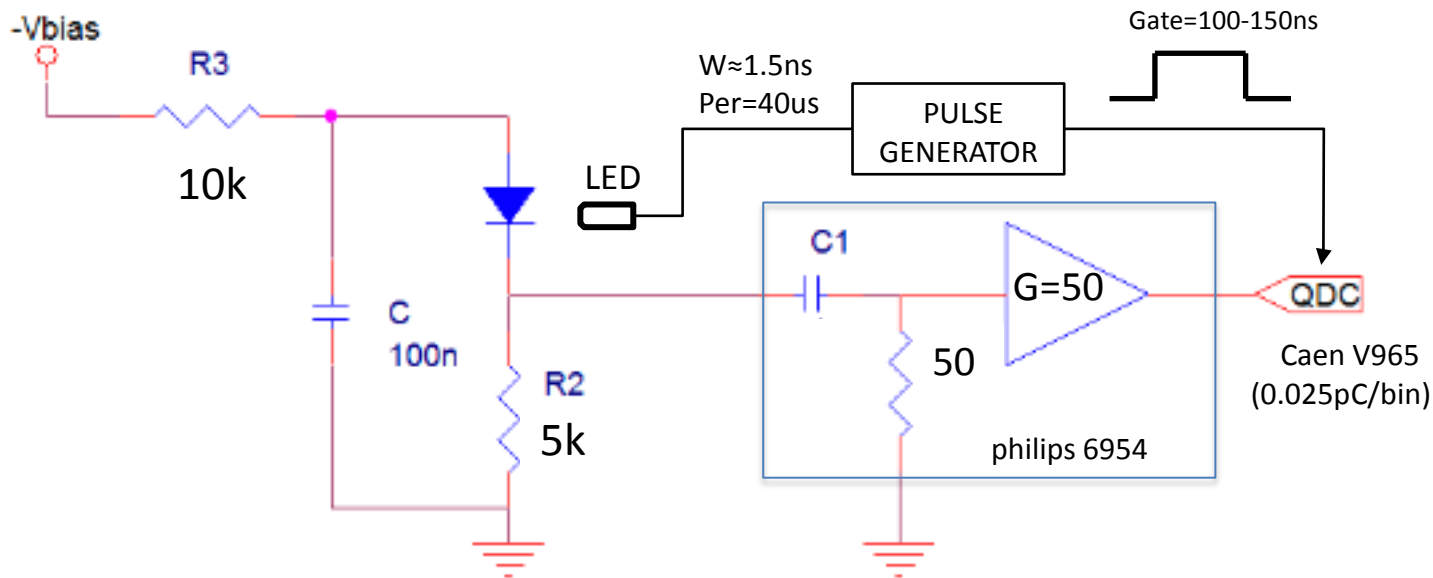 -Vbias
R3
10k
C
100n
R2
5k
LED
W≈1.5ns
Per=40us
PULSE
GENERATOR
Gate=100-150ns
C1
50
G=50
philips 6954
QDC
Caen V965
(0.025pC/bin)